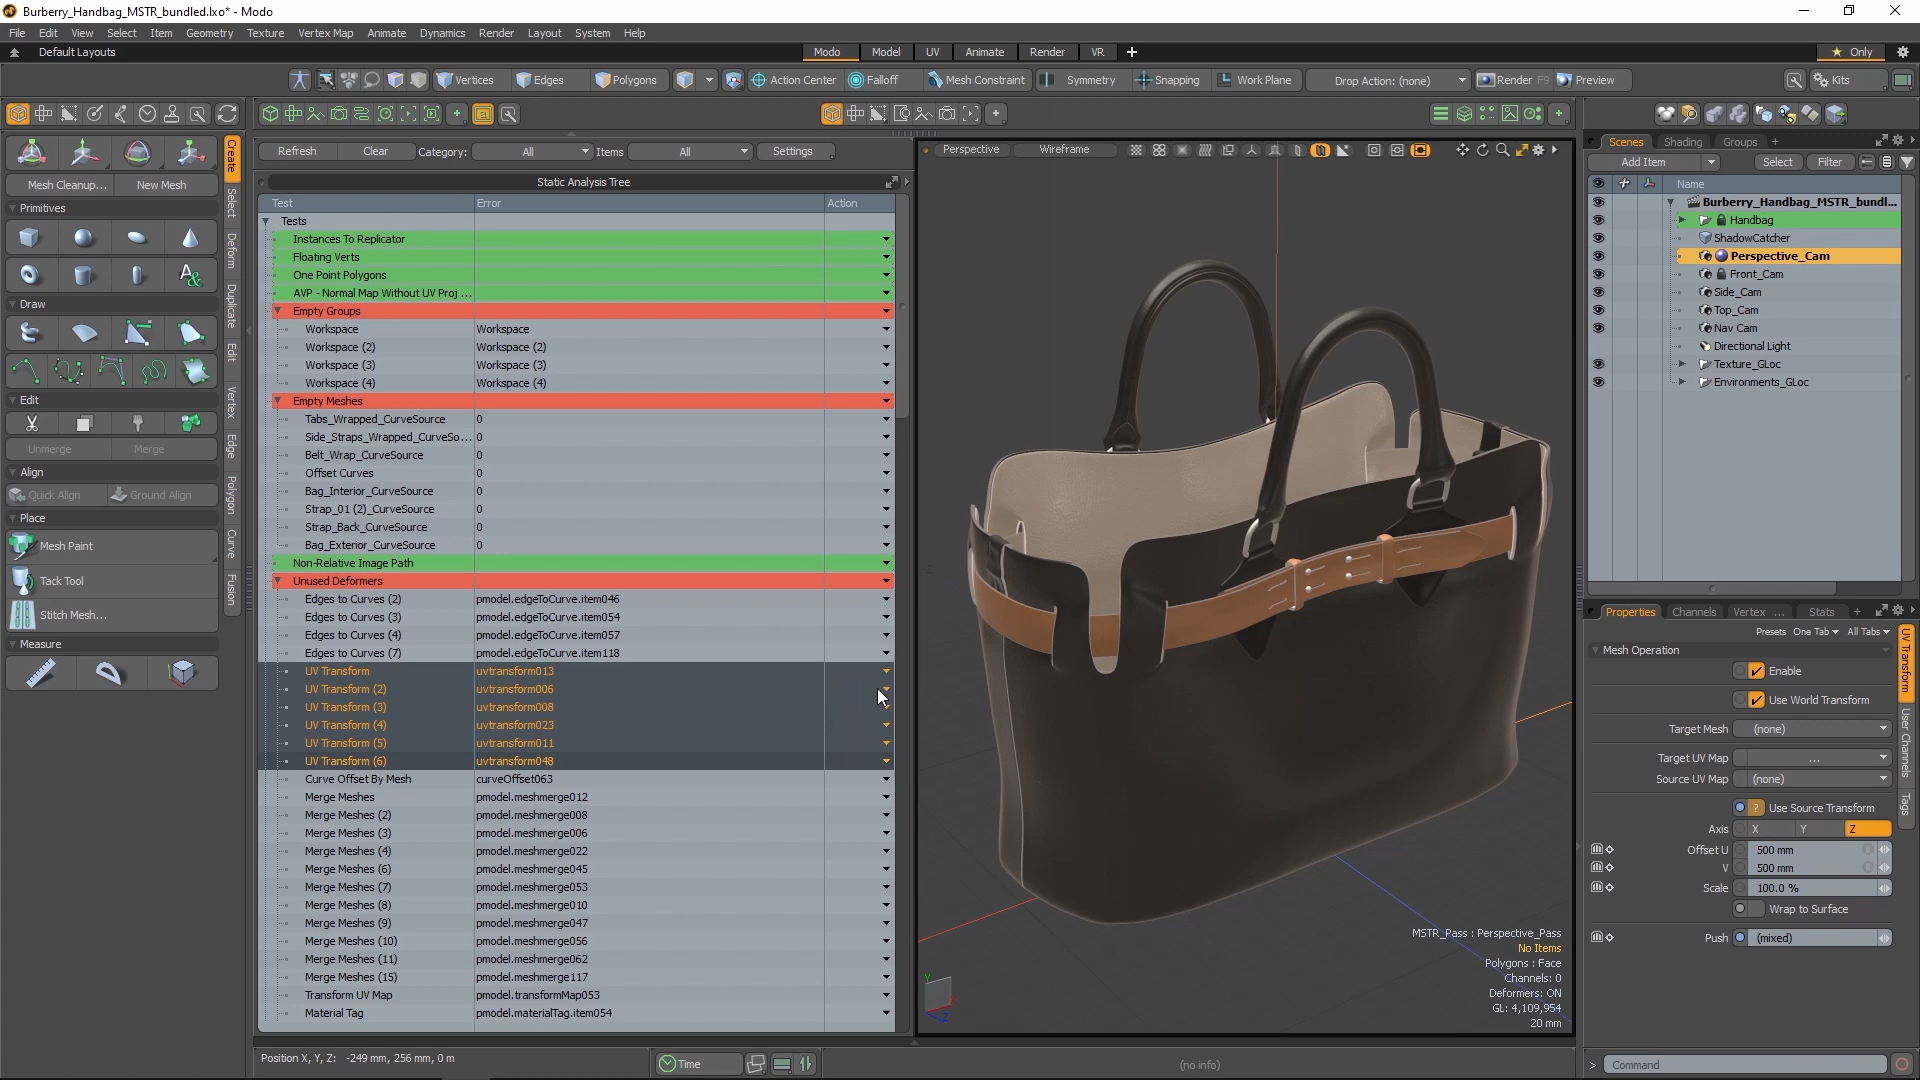 Burberry_Handbag_MSTR_bundled.lxo* - Modo
File Edit View Select Item Geometry Texture Vertex Map Animate Dynamics Render Layout System Help
Default Layouts
Modo Model UV Animate Render VR
Only
Vertices Edges Polygons Action Center Falloff Mesh Constraint Symmetry Snapping Work Plane Drop Action: (none) Render F9 Preview Kits
Mesh Cleanup... New Mesh
Primitives
Draw
Edit
Unmerge Merge
Align
Quick Align Ground Align
Place
Mesh Paint
Tack Tool
Stitch Mesh...
Measure
Create
Select
Deform
Duplicate
Edit
Vertex
Edge
Polygon
Curve
Fusion
Refresh Clear Category: All Items All Settings
Static Analysis Tree
Test Error Action
Tests
Instances To Replicator
Floating Verts
One Point Polygons
AVP - Normal Map Without UV Proj ...
Empty Groups
Workspace Workspace
Workspace (2) Workspace (2)
Workspace (3) Workspace (3)
Workspace (4) Workspace (4)
Empty Meshes
Tabs_Wrapped_CurveSource 0
Side_Straps_Wrapped_CurveSo... 0
Belt_Wrap_CurveSource 0
Offset Curves 0
Bag_Interior_CurveSource 0
Strap_01 (2)_CurveSource 0
Strap_Back_CurveSource 0
Bag_Exterior_CurveSource 0
Non-Relative Image Path
Unused Deformers
Edges to Curves (2) pmodel.edgeToCurve.item046
Edges to Curves (3) pmodel.edgeToCurve.item054
Edges to Curves (4) pmodel.edgeToCurve.item057
Edges to Curves (7) pmodel.edgeToCurve.item118
UV Transform uvtransform013
UV Transform (2) uvtransform006
UV Transform (3) uvtransform008
UV Transform (4) uvtransform023
UV Transform (5) uvtransform011
UV Transform (6) uvtransform048
Curve Offset By Mesh curveOffset063
Merge Meshes pmodel.meshmerge012
Merge Meshes (2) pmodel.meshmerge008
Merge Meshes (3) pmodel.meshmerge006
Merge Meshes (4) pmodel.meshmerge022
Merge Meshes (6) pmodel.meshmerge045
Merge Meshes (7) pmodel.meshmerge053
Merge Meshes (8) pmodel.meshmerge010
Merge Meshes (9) pmodel.meshmerge047
Merge Meshes (10) pmodel.meshmerge056
Merge Meshes (11) pmodel.meshmerge062
Merge Meshes (15) pmodel.meshmerge117
Transform UV Map pmodel.transformMap053
Material Tag pmodel.materialTag.item054
Perspective Wireframe
MSTR_Pass : Perspective_Pass
No Items
Polygons : Face
Channels: 0
Deformers: ON
GL: 4,109,954
20 mm
Scenes Shading Groups
Add Item Select Filter
Name
Burberry_Handbag_MSTR_bundl...
Handbag
ShadowCatcher
Perspective_Cam
Front_Cam
Side_Cam
Top_Cam
Nav Cam
Directional Light
Texture_GLoc
Environments_GLoc
Properties Channels Vertex ... Stats
Presets One Tab All Tabs
Mesh Operation
Enable
Use World Transform
Target Mesh (none)
Target UV Map ...
Source UV Map (none)
? Use Source Transform
Axis X Y Z
Offset U 500 mm
V 500 mm
Scale 100.0 %
Wrap to Surface
Push (mixed)
UV Transform
User Channels
Tags
Position X, Y, Z: -249 mm, 256 mm, 0 m
Time
(no info)
> Command